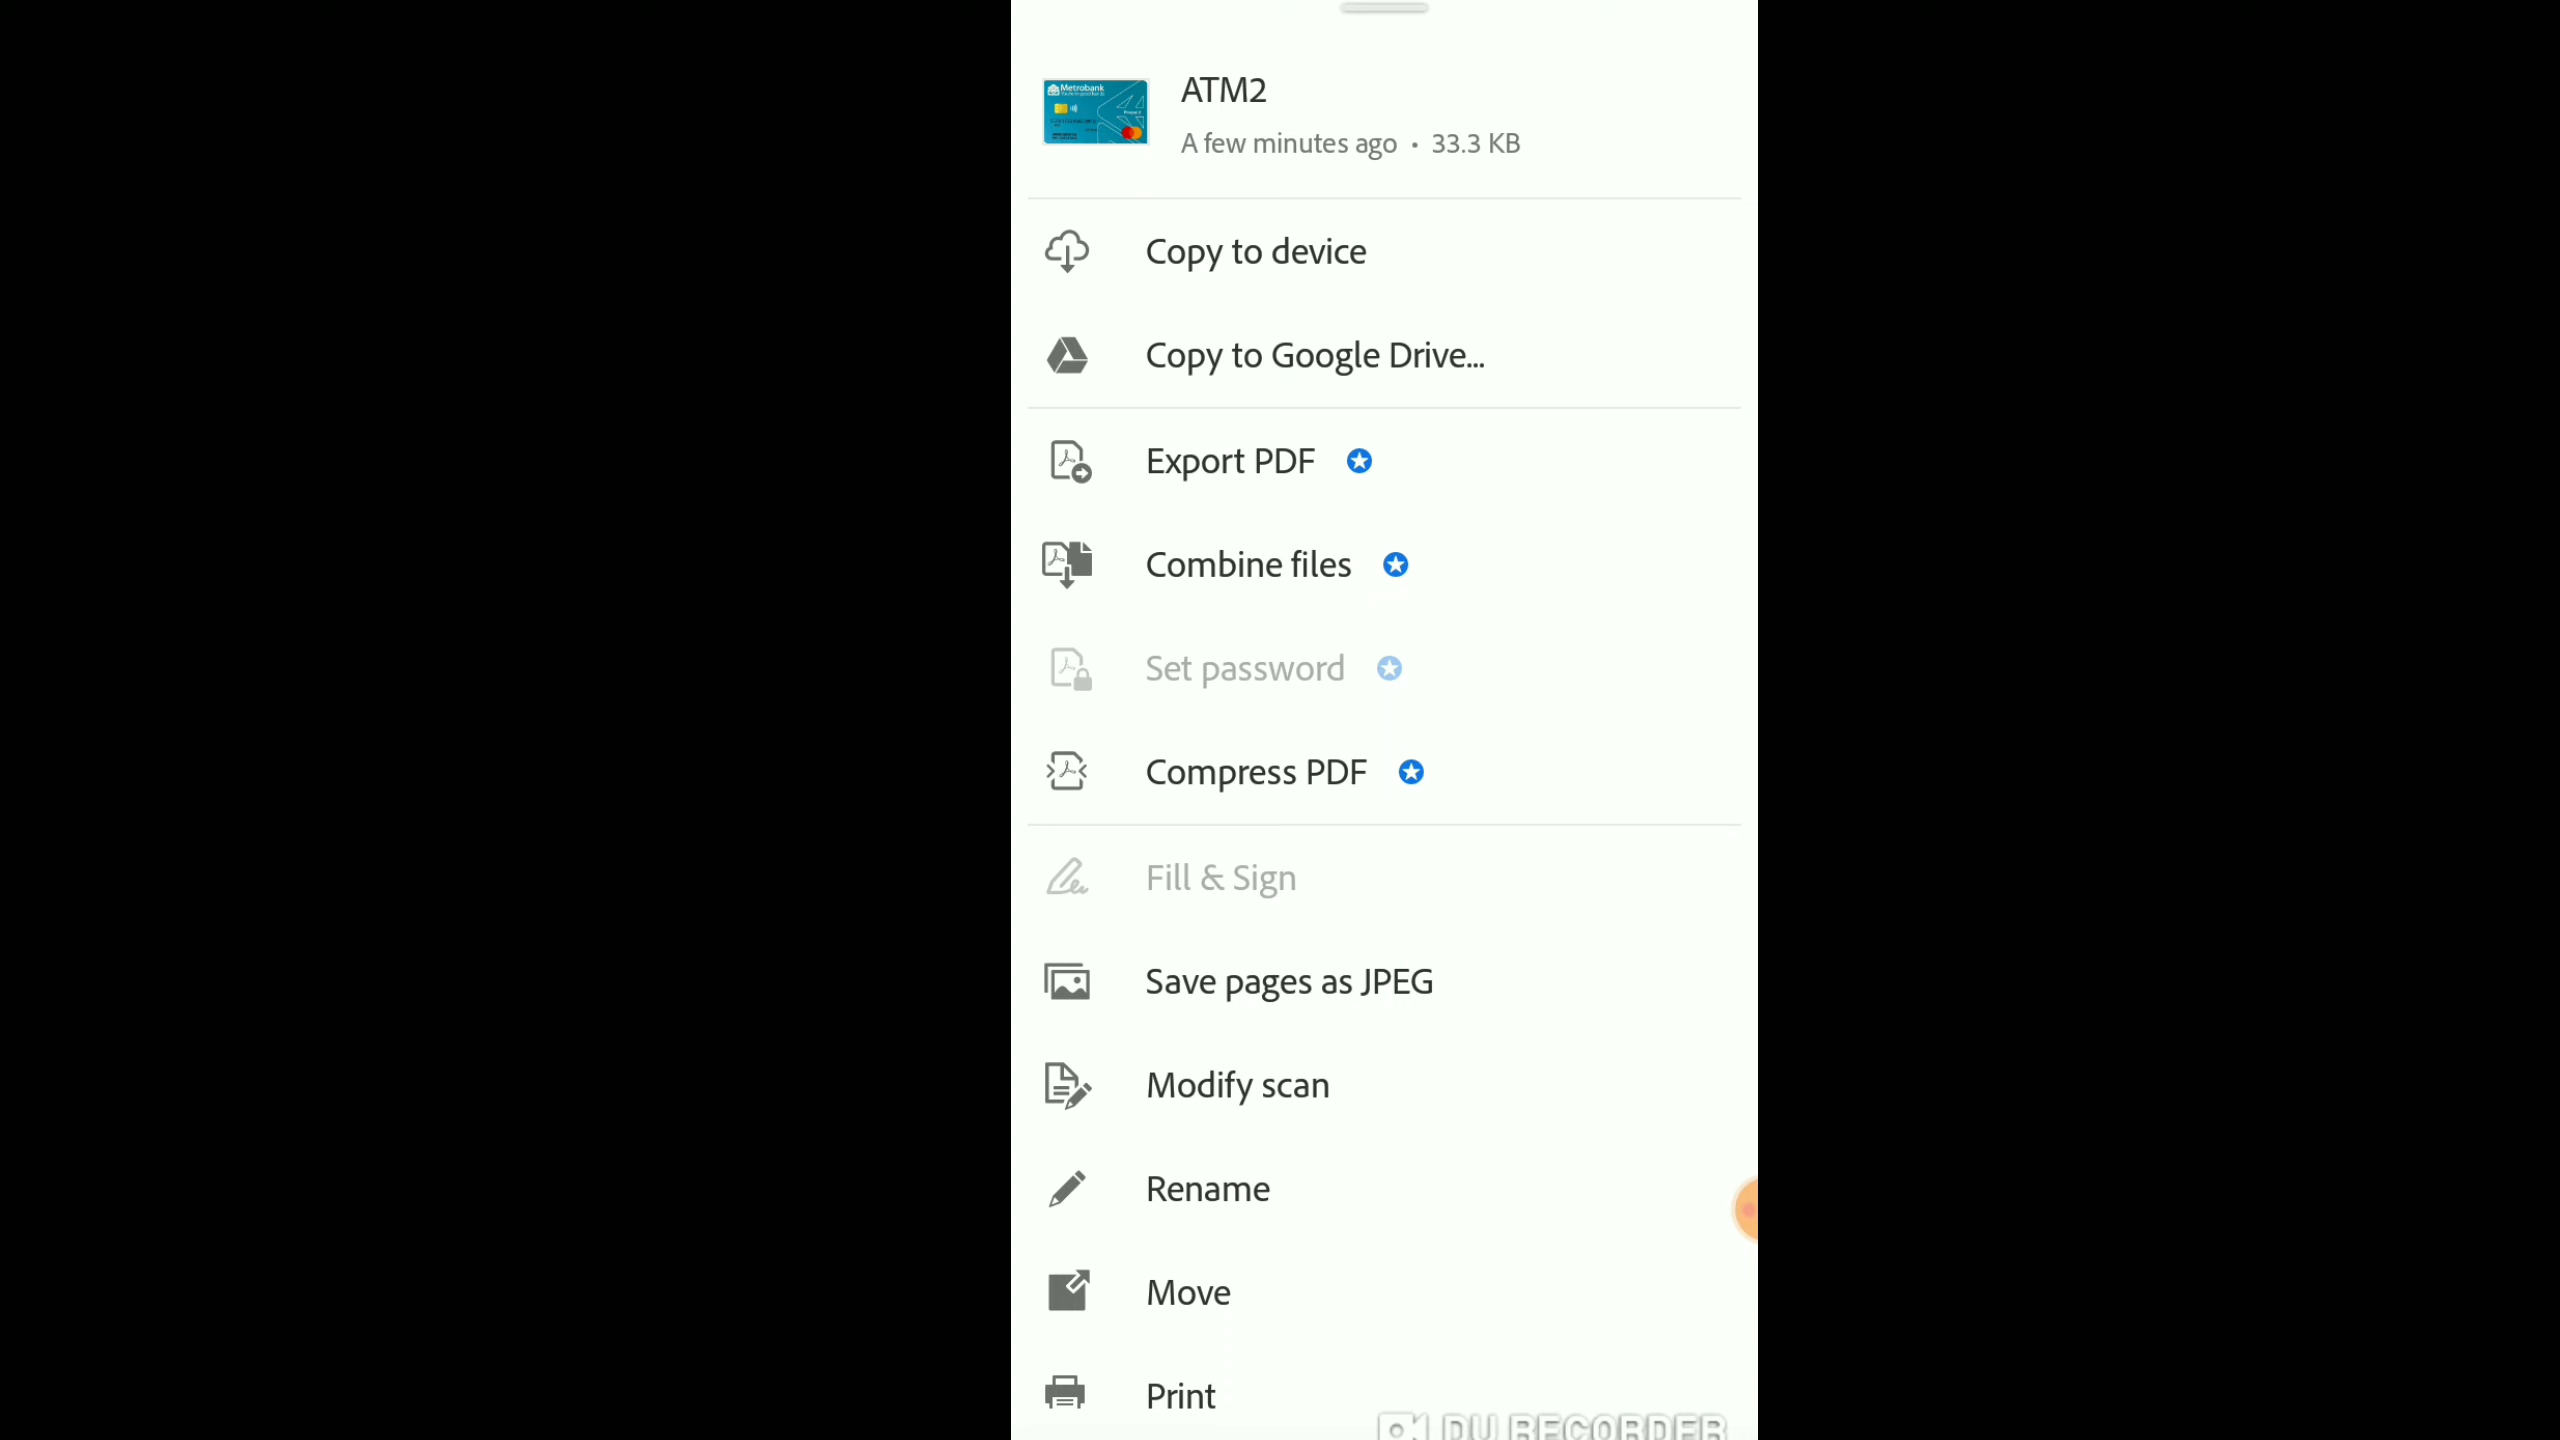 Metrobank
ATM2
A few minutes ago • 33.3 KB
Copy to device
Copy to Google Drive...
Export PDF
Combine files
Set password
Compress PDF
Fill & Sign
Save pages as JPEG
Modify scan
Rename
Move
Print
DU RECORDER